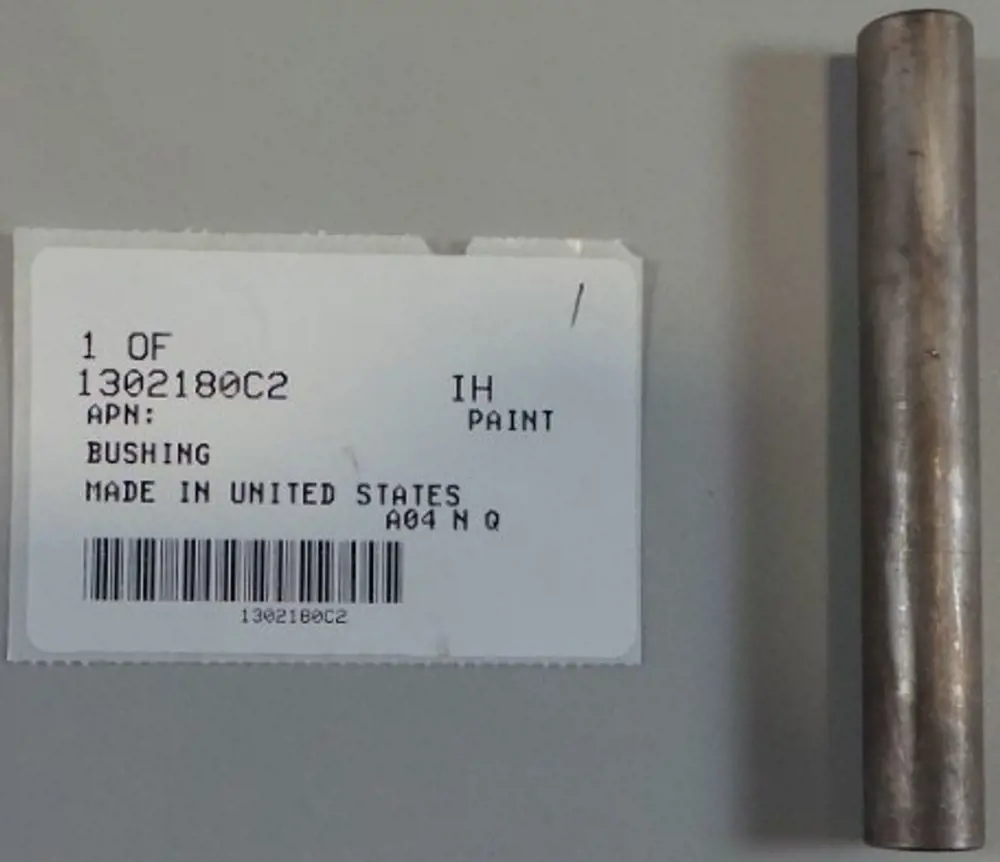 1 OF
1302180C2 IH
APN: PAINT
BUSHING
MADE IN UNITED STATES
A04 N Q
1302180C2